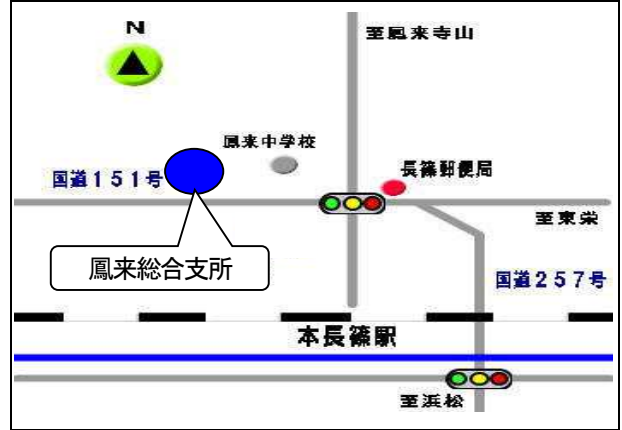 N
至鳳来寺山
鳳来中学校
長篠郵便局
国道151号
至東栄
鳳来総合支所
国道257号
本長篠駅
至浜松